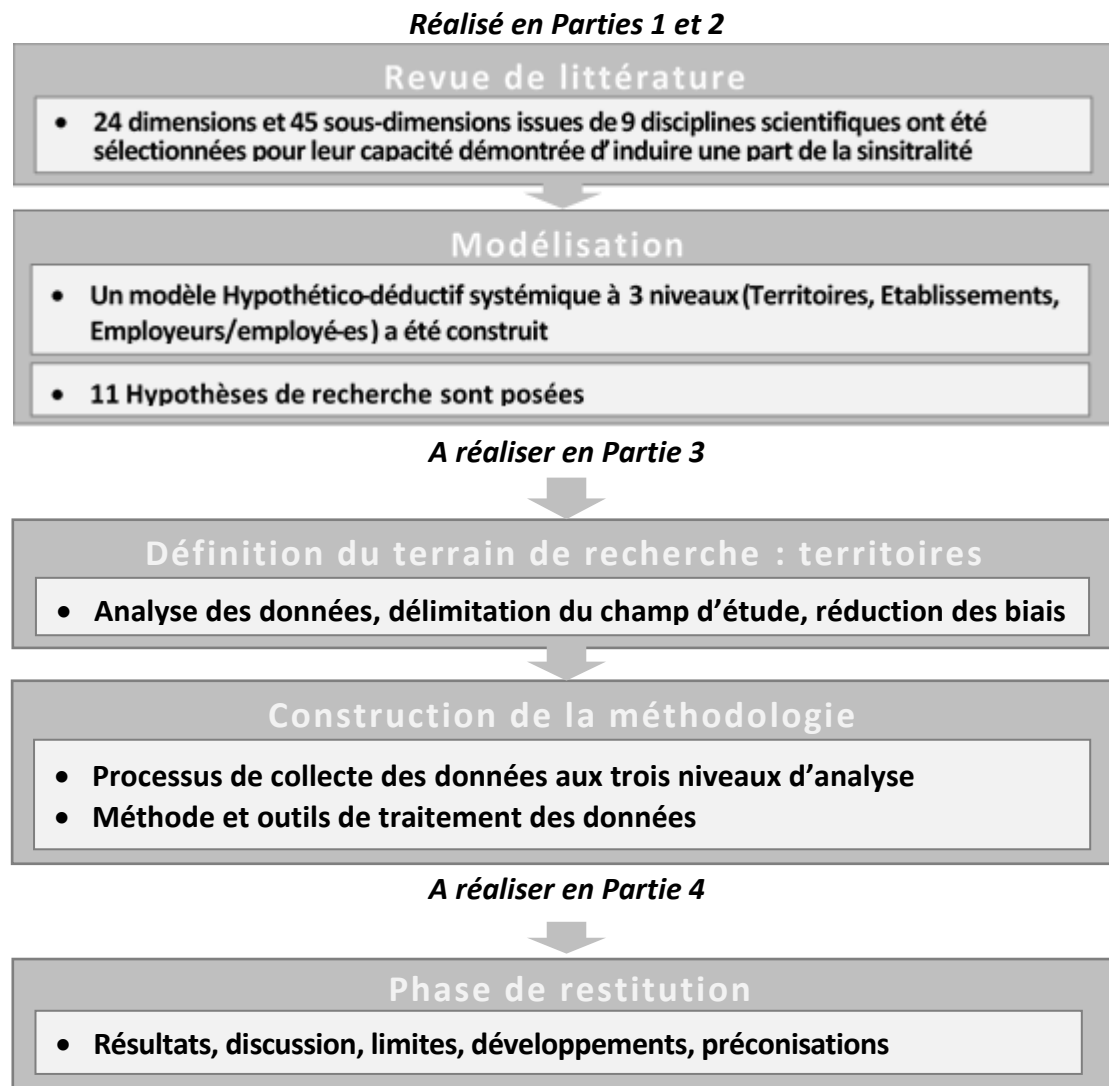 Réalisé en Parties 1 et 2
Revue de littérature
• 24 dimensions et 45 sous-dimensions issues de 9 disciplines scientifiques ont été
sélectionnées pour leur capacité démontrée d'induire une part de la sinsitralité
Modélisation
• Un modèle Hypothético-déductif systémique à 3 niveaux (Territoires, Etablissements,
Employeurs/employé-es) a été construit
• 11 Hypothèses de recherche sont posées
A réaliser en Partie 3
Définition du terrain de recherche : territoires
• Analyse des données, délimitation du champ d'étude, réduction des biais
Construction de la méthodologie
• Processus de collecte des données aux trois niveaux d'analyse
• Méthode et outils de traitement des données
A réaliser en Partie 4
Phase de restitution
• Résultats, discussion, limites, développements, préconisations